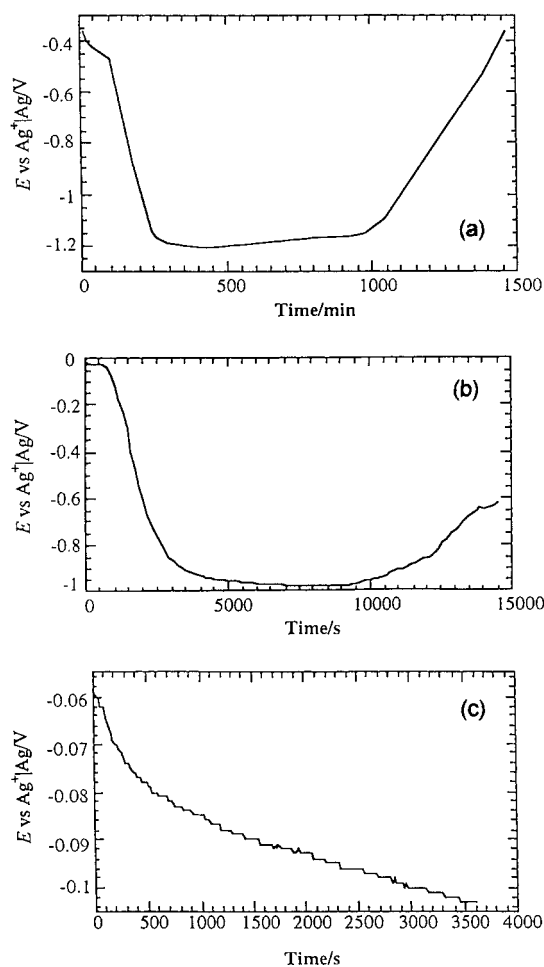 -0.4
-0.6
-0.8
-1
-1.2
E vs Ag⁺|Ag/V
(a)
0 500 1000 1500
Time/min
0
-0.2
-0.4
-0.6
-0.8
-1
E vs Ag⁺|Ag/V
(b)
0 5000 10000 15000
Time/s
-0.06
-0.07
-0.08
-0.09
-0.1
E vs Ag⁺|Ag/V
(c)
0 500 1000 1500 2000 2500 3000 3500 4000
Time/s